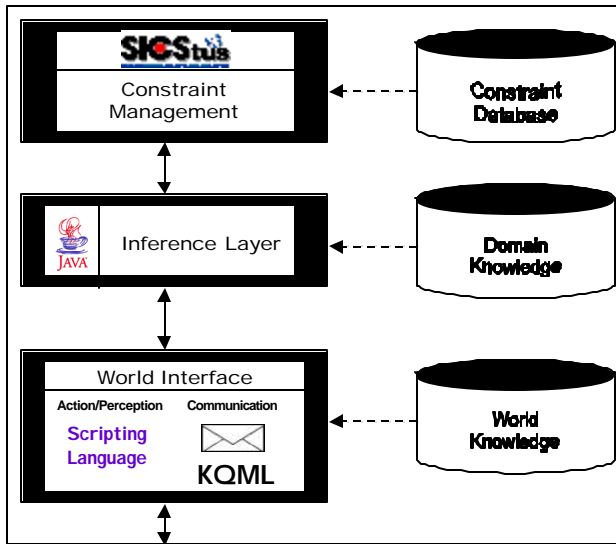 SICStus
Constraint
Management
Constraint
Database
JAVA
Inference Layer
Domain
Knowledge
World Interface
Action/Perception
Communication
Scripting
Language
KQML
World
Knowledge